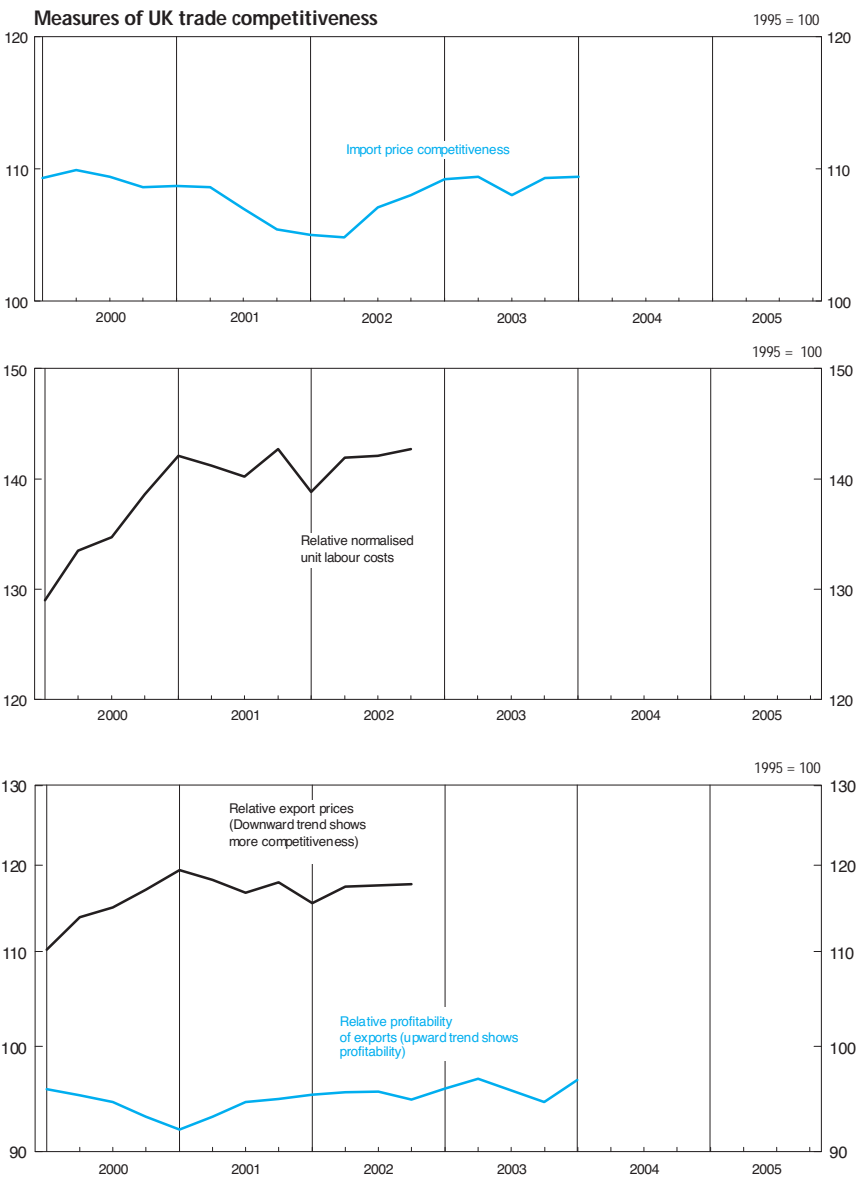 Measures of UK trade competitiveness
1995 = 100
120 120
Import price competitiveness
110 110
100 100
2000 2001 2002 2003 2004 2005
1995 = 100
150 150
140 140
Relative normalised
unit labour costs
130 130
120 120
2000 2001 2002 2003 2004 2005
1995 = 100
130 130
Relative export prices
(Downward trend shows
more competitiveness)
120 120
110 110
Relative profitability
of exports (upward trend shows
profitability)
100 100
90 90
2000 2001 2002 2003 2004 2005